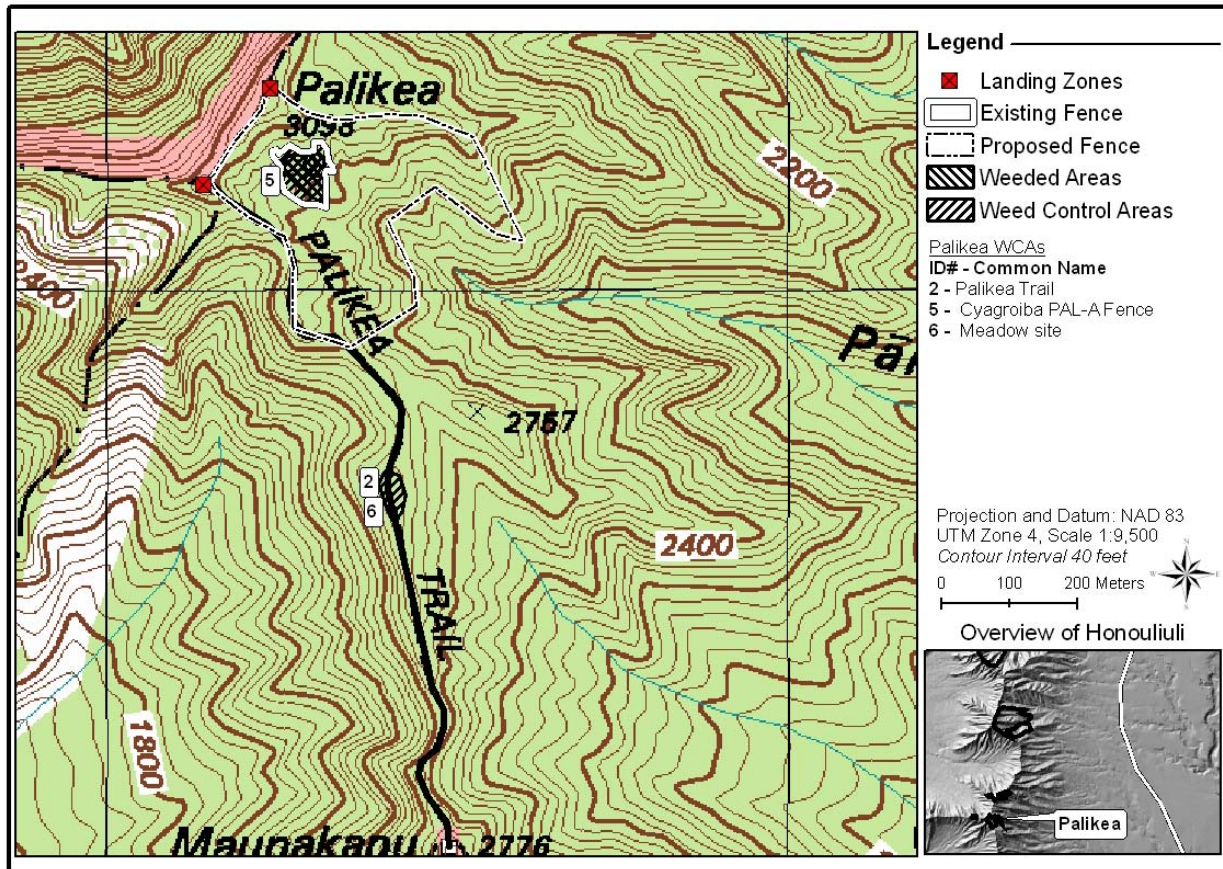 Palikea
3098
5
PALIKEA
2200
2400
2757
2
6
2400
TRAIL
1800
2776
Legend
Landing Zones
Existing Fence
Proposed Fence
Weeded Areas
Weed Control Areas
Palikea WCAs
ID# - Common Name
2 - Palikea Trail
5 - Cyagroiba PAL-A Fence
6 - Meadow site
Projection and Datum: NAD 83
UTM Zone 4, Scale 1:9,500
Contour Interval 40 feet
0 100 200 Meters
N
W E
S
Overview of Honouliuli
Palikea